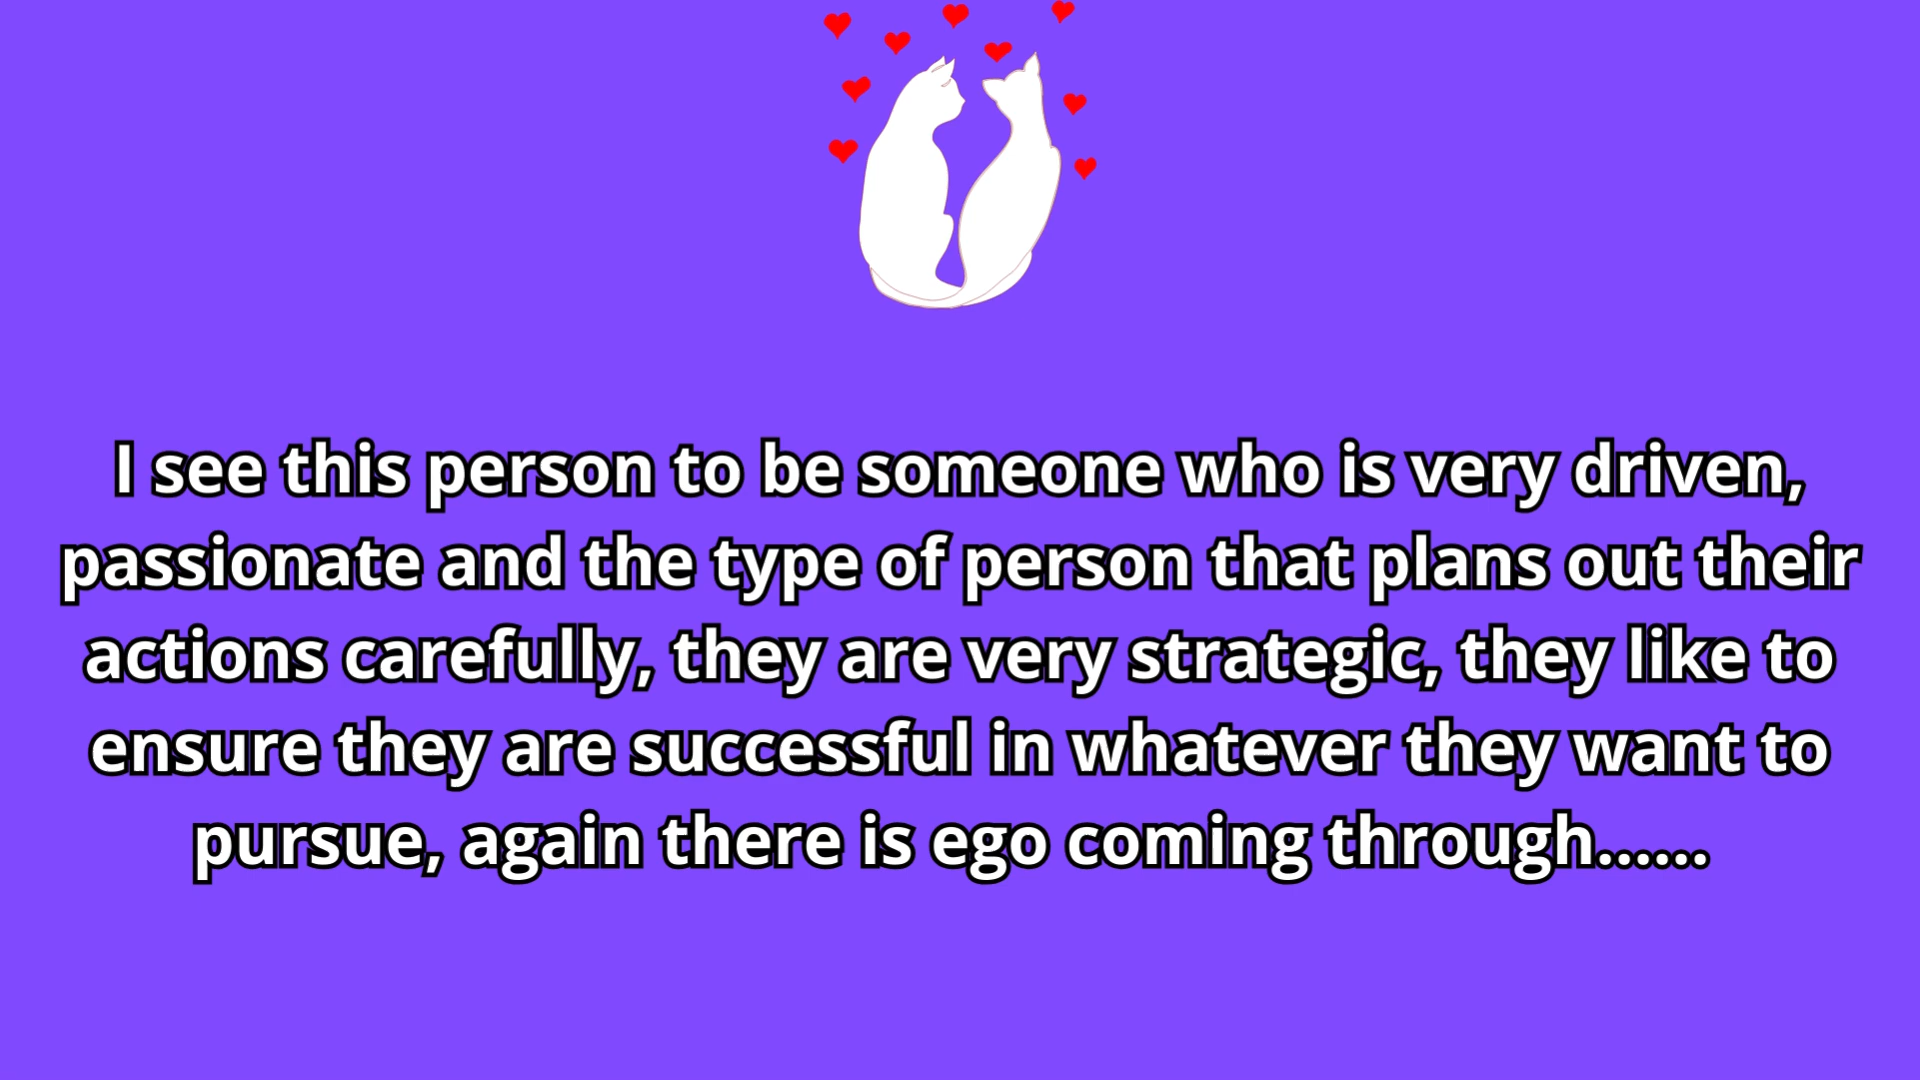 I see this person to be someone who is very driven,
passionate and the type of person that plans out their
actions carefully, they are very strategic, they like to
ensure they are successful in whatever they want to
pursue, again there is ego coming through......